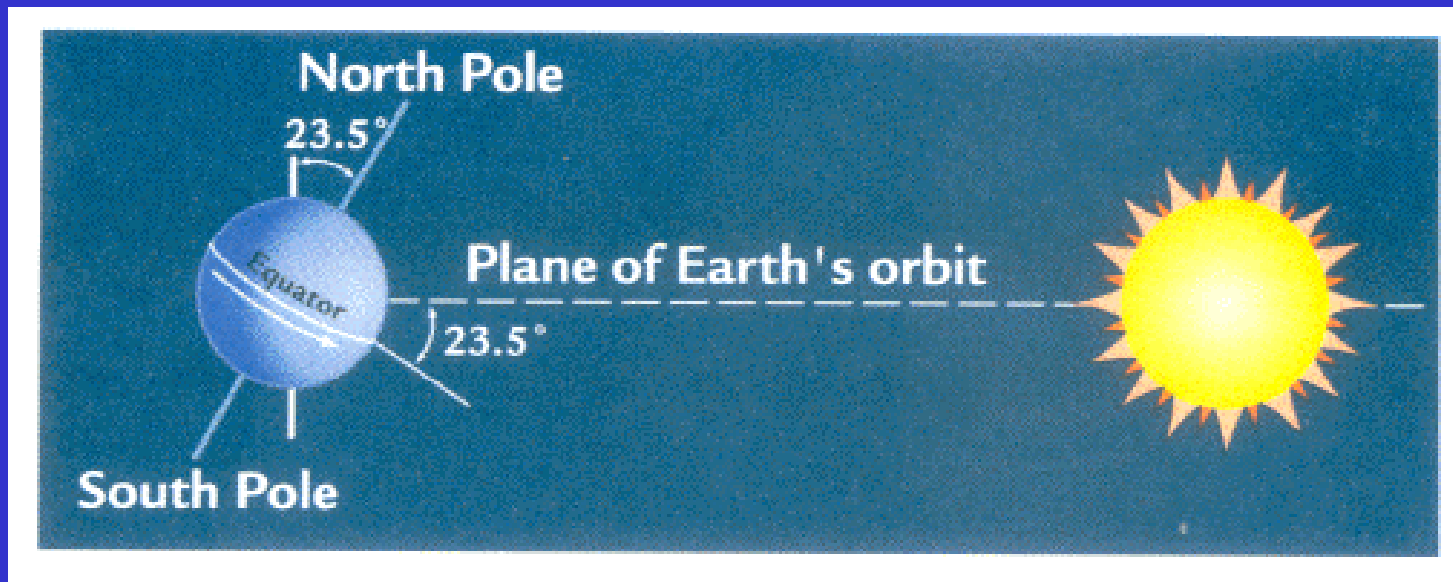 North Pole
23.5°
Equator
Plane of Earth's orbit
23.5°
South Pole